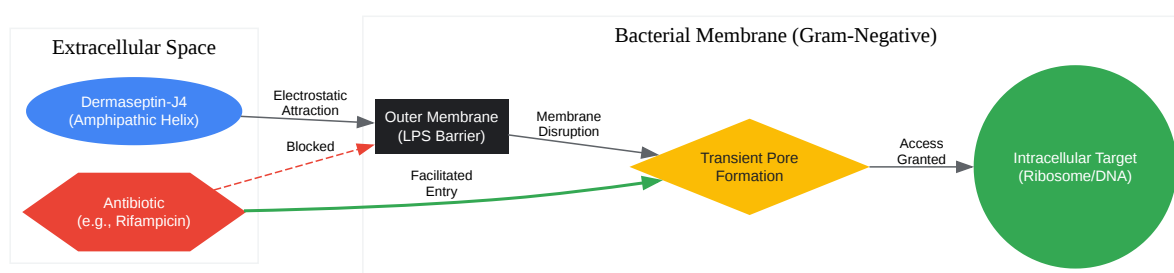 Extracellular Space
Bacterial Membrane (Gram-Negative)
Dermaseptin-J4
(Amphipathic Helix)
Electrostatic
Attraction
Outer Membrane
(LPS Barrier)
Membrane
Disruption
Blocked
Antibiotic
(e.g., Rifampicin)
Facilitated
Entry
Transient Pore
Formation
Access
Granted
Intracellular Target
(Ribosome/DNA)